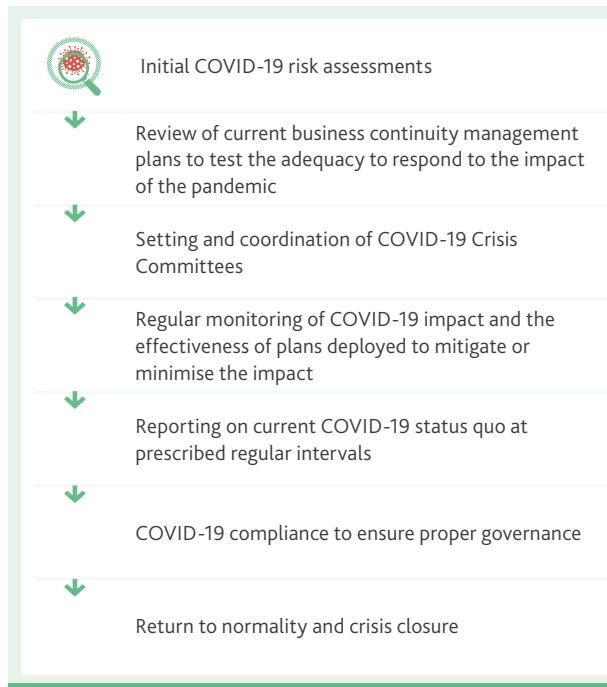 Initial COVID-19 risk assessments
Review of current business continuity management
plans to test the adequacy to respond to the impact
of the pandemic
Setting and coordination of COVID-19 Crisis
Committees
Regular monitoring of COVID-19 impact and the
effectiveness of plans deployed to mitigate or
minimise the impact
Reporting on current COVID-19 status quo at
prescribed regular intervals
COVID-19 compliance to ensure proper governance
Return to normality and crisis closure